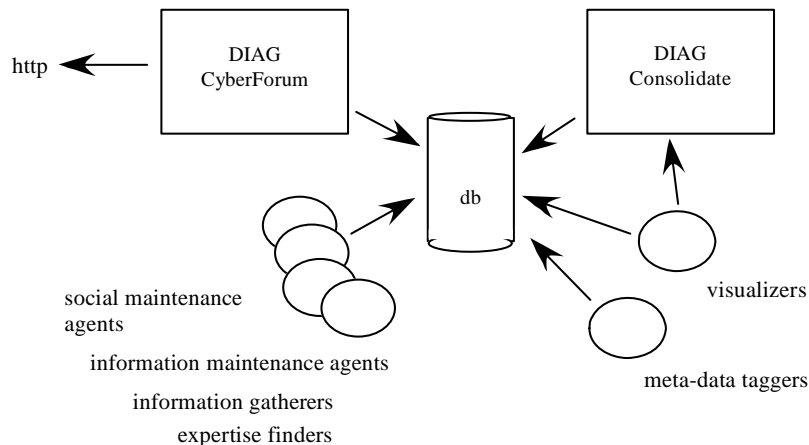 DIAG
CyberForum
DIAG
Consolidate
http
db
social maintenance
agents
information maintenance agents
information gatherers
expertise finders
visualizers
meta-data taggers